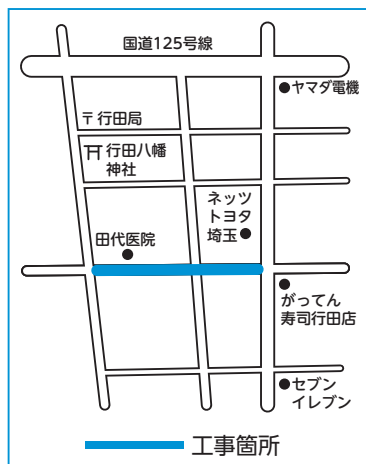 国道125号線
ヤマダ電機
〒行田局
行田八幡
神社
ネッツ
トヨタ
埼玉
田代医院
がってん
寿司行田店
セブン
イレブン
工事箇所